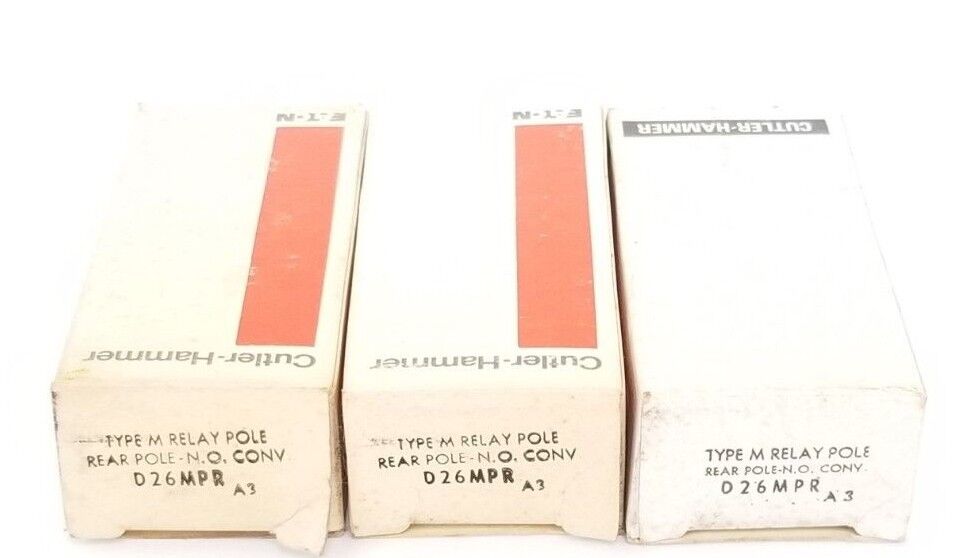 E·T·N
E·T·N
CUTLER-HAMMER
Cutler-Hammer
Cutler-Hammer
TYPE M RELAY POLE
REAR POLE-N.O. CONV
D26MPR A3
TYPE M RELAY POLE
REAR POLE-N.O. CONV
D26MPR A3
TYPE M RELAY POLE
REAR POLE-N.O. CONV.
D26MPR A3